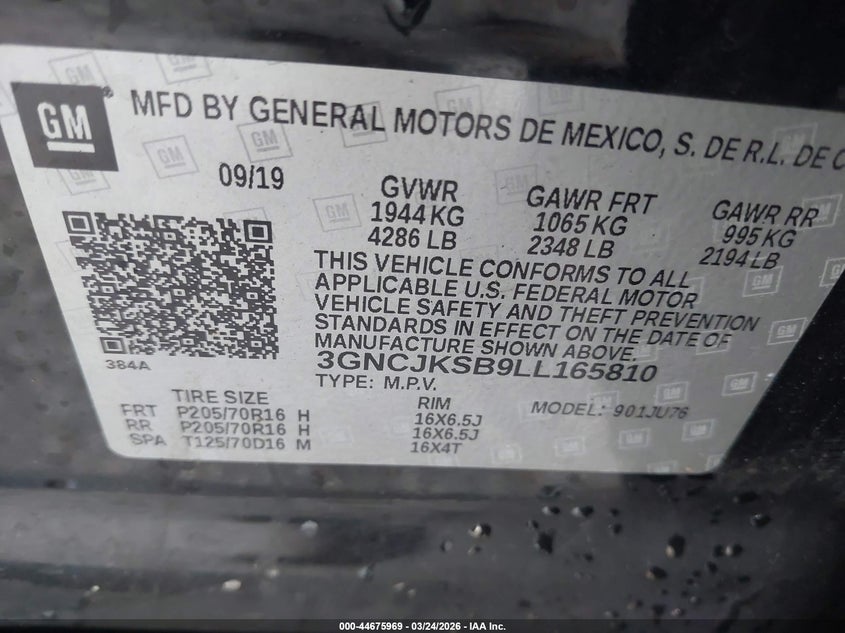 GM
MFD BY GENERAL MOTORS DE MEXICO, S. DE R.L. DE C
09/19
GVWR
1944 KG
4286 LB
GAWR FRT
1065 KG
2348 LB
GAWR RR
995 KG
2194 LB
THIS VEHICLE CONFORMS TO ALL
APPLICABLE U.S. FEDERAL MOTOR
VEHICLE SAFETY AND THEFT PREVENTION
STANDARDS IN EFFECT ON THE DATE OF
MANUFACTURE SHOWN ABOVE.
3GNCJKSB9LL165810
TYPE: M.P.V.
384A
TIRE SIZE
FRT P205/70R16 H
RR P205/70R16 H
SPA T125/70D16 M
RIM
16X6.5J
16X6.5J
16X4T
MODEL: 901JU76
000-44675969 — 03/24/2026 — IAA Inc.